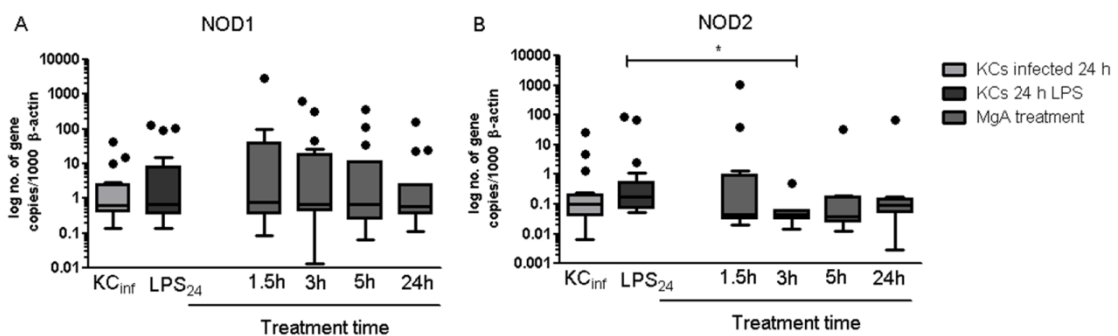 A
NOD1
log no. of gene
copies/1000 β-actin
10000
1000
100
10
1
0.1
0.01
KCinf
LPS24
1.5h
3h
5h
24h
Treatment time
B
NOD2
*
log no. of gene
copies/1000 β-actin
10000
1000
100
10
1
0.1
0.01
0.001
KCinf
LPS24
1.5h
3h
5h
24h
Treatment time
KCs infected 24 h
KCs 24 h LPS
MgA treatment